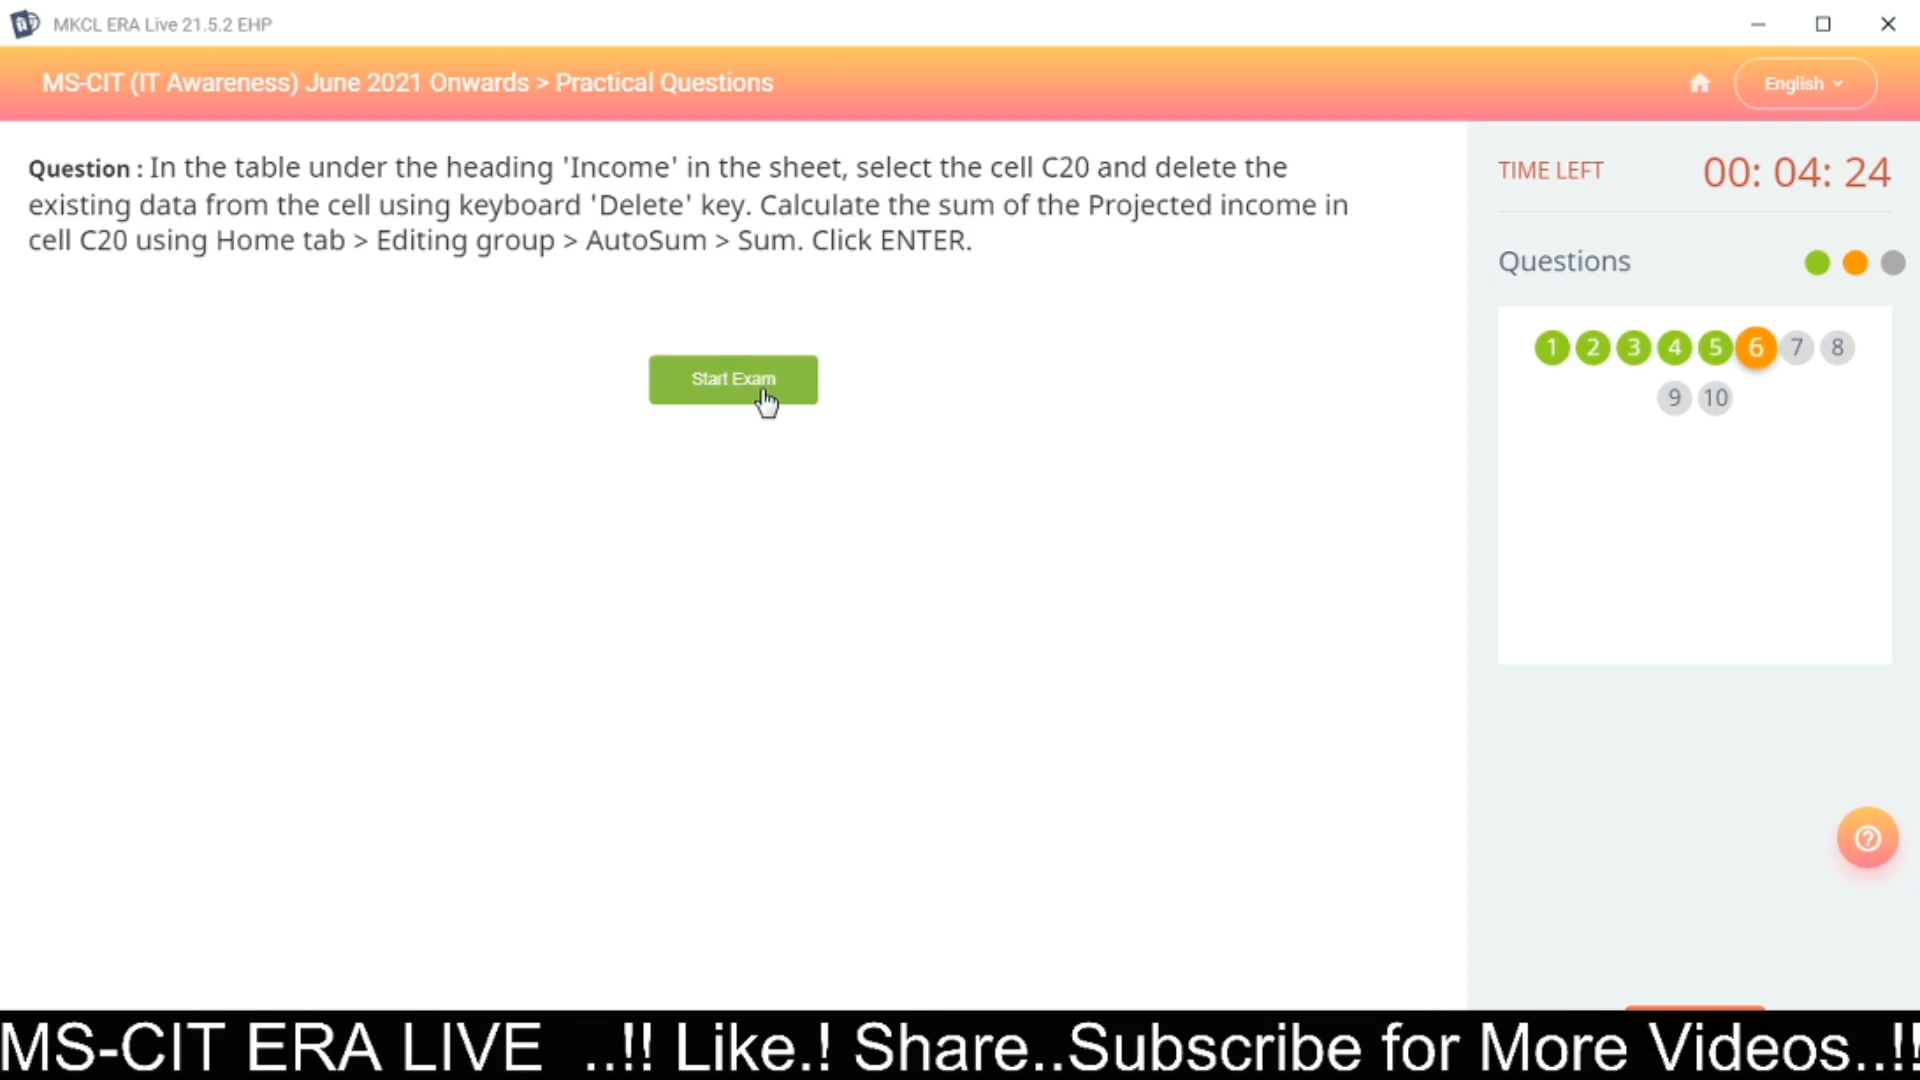 MKCL ERA Live 21.5.2 EHP
MS-CIT (IT Awareness) June 2021 Onwards > Practical Questions
English
Question : In the table under the heading 'Income' in the sheet, select the cell C20 and delete the
existing data from the cell using keyboard 'Delete' key. Calculate the sum of the Projected income in
cell C20 using Home tab > Editing group > AutoSum > Sum. Click ENTER.
Start Exam
TIME LEFT 00: 04: 24
Questions
1 2 3 4 5 6 7 8
9 10
MS-CIT ERA LIVE ..!! Like.! Share..Subscribe for More Videos..!!